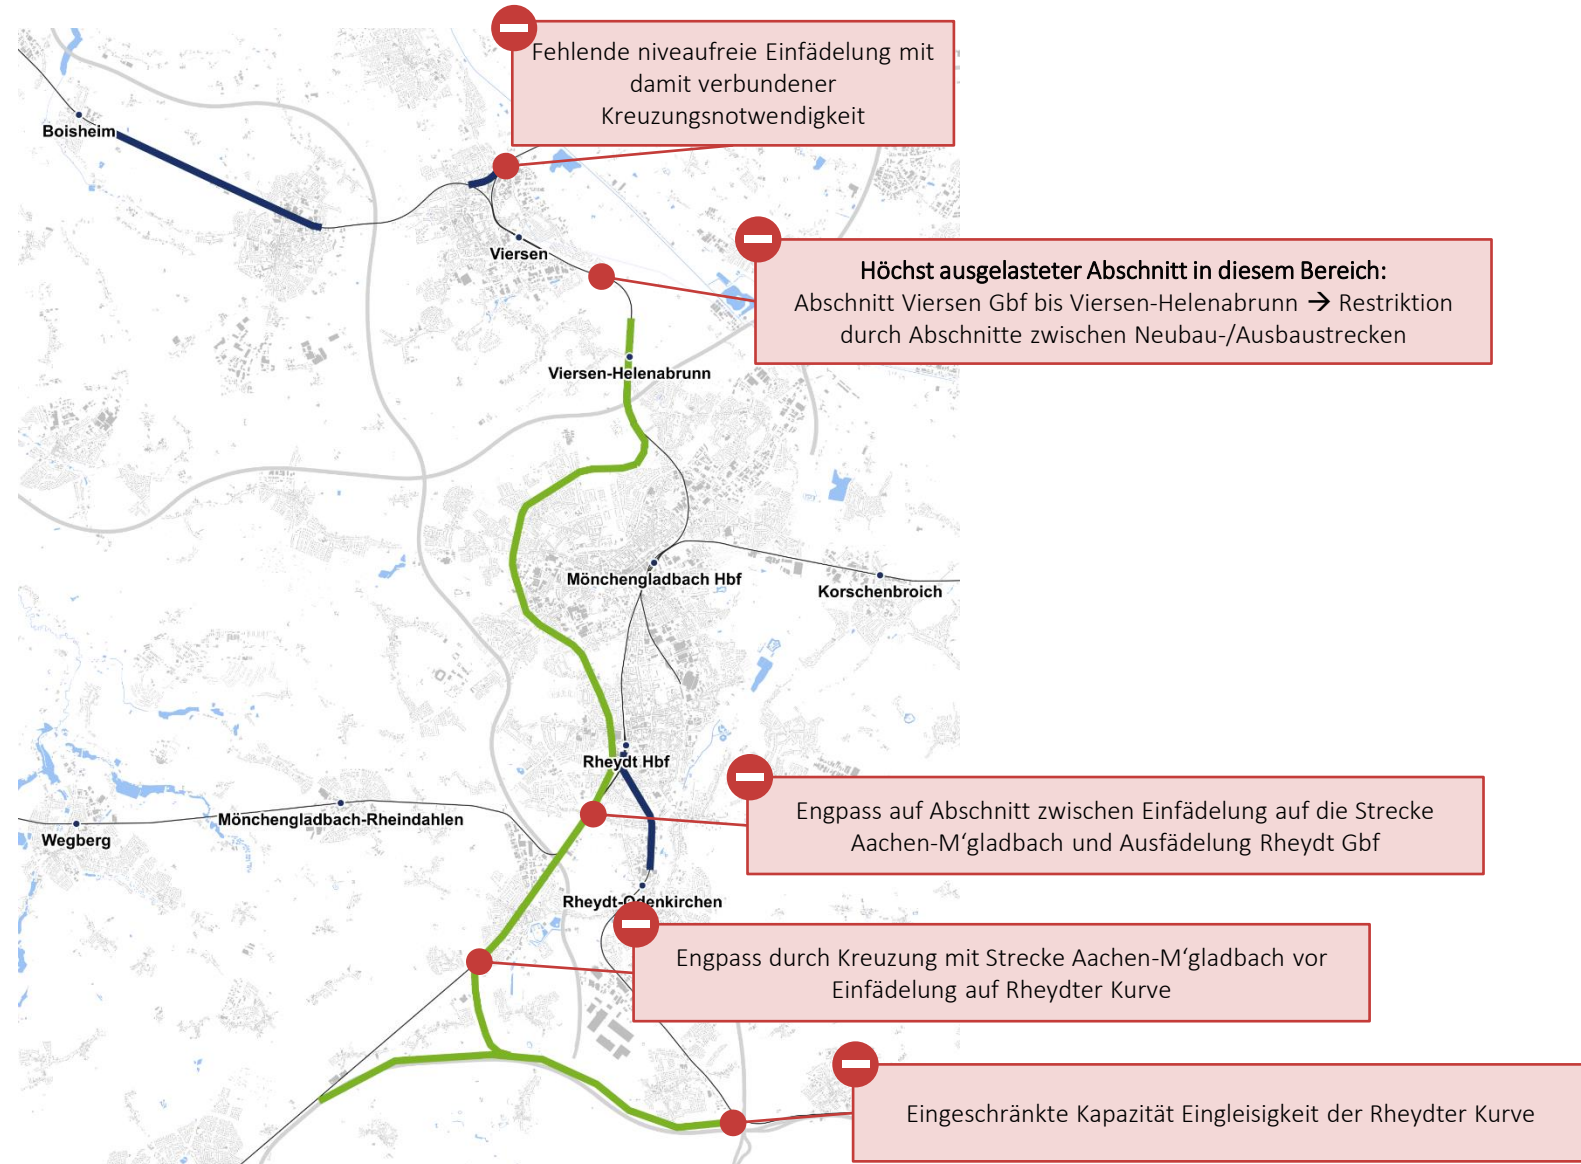 Fehlende niveaufreie Einfädelung mit
damit verbundener
Kreuzungsnotwendigkeit
Boisheim
Viersen
Höchst ausgelasteter Abschnitt in diesem Bereich:
Abschnitt Viersen Gbf bis Viersen-Helenabrunn → Restriktion
durch Abschnitte zwischen Neubau-/Ausbaustrecken
Viersen-Helenabrunn
Mönchengladbach Hbf
Korschenbroich
Rheydt Hbf
Engpass auf Abschnitt zwischen Einfädelung auf die Strecke
Aachen-M‘gladbach und Ausfädelung Rheydt Gbf
Mönchengladbach-Rheindahlen
Wegberg
Rheydt-Odenkirchen
Engpass durch Kreuzung mit Strecke Aachen-M‘gladbach vor
Einfädelung auf Rheydter Kurve
Eingeschränkte Kapazität Eingleisigkeit der Rheydter Kurve